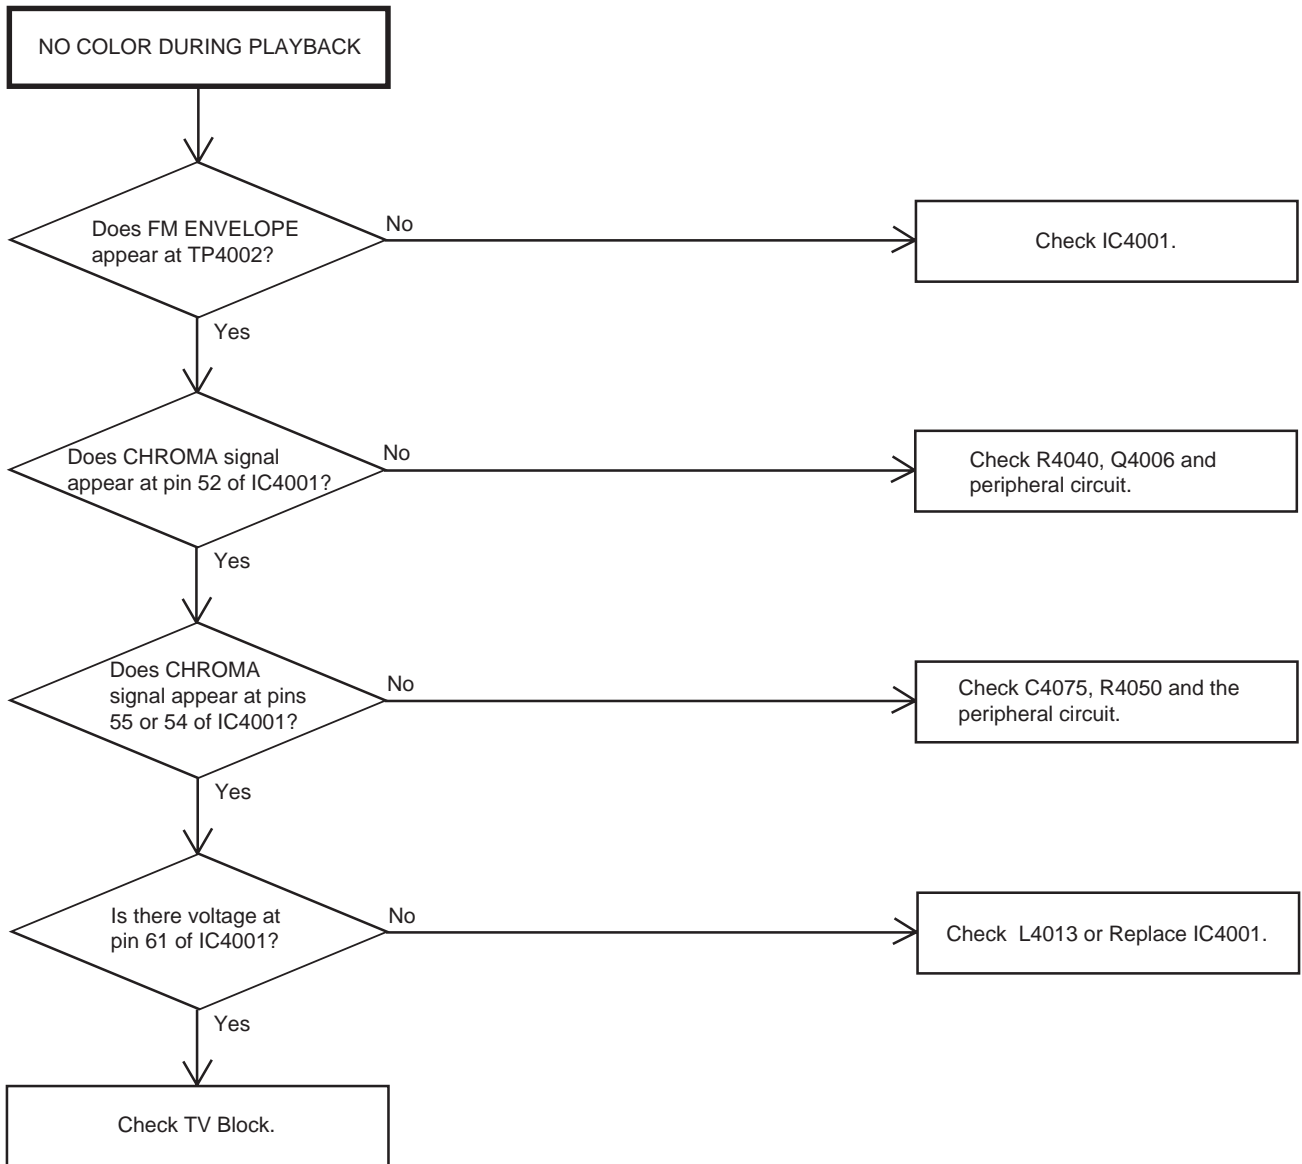 NO COLOR DURING PLAYBACK
Does FM ENVELOPE
appear at TP4002?
No
Check IC4001.
Yes
Does CHROMA signal
appear at pin 52 of IC4001?
No
Check R4040, Q4006 and
peripheral circuit.
Yes
Does CHROMA
signal appear at pins
55 or 54 of IC4001?
No
Check C4075, R4050 and the
peripheral circuit.
Yes
Is there voltage at
pin 61 of IC4001?
No
Check  L4013 or Replace IC4001.
Yes
Check TV Block.